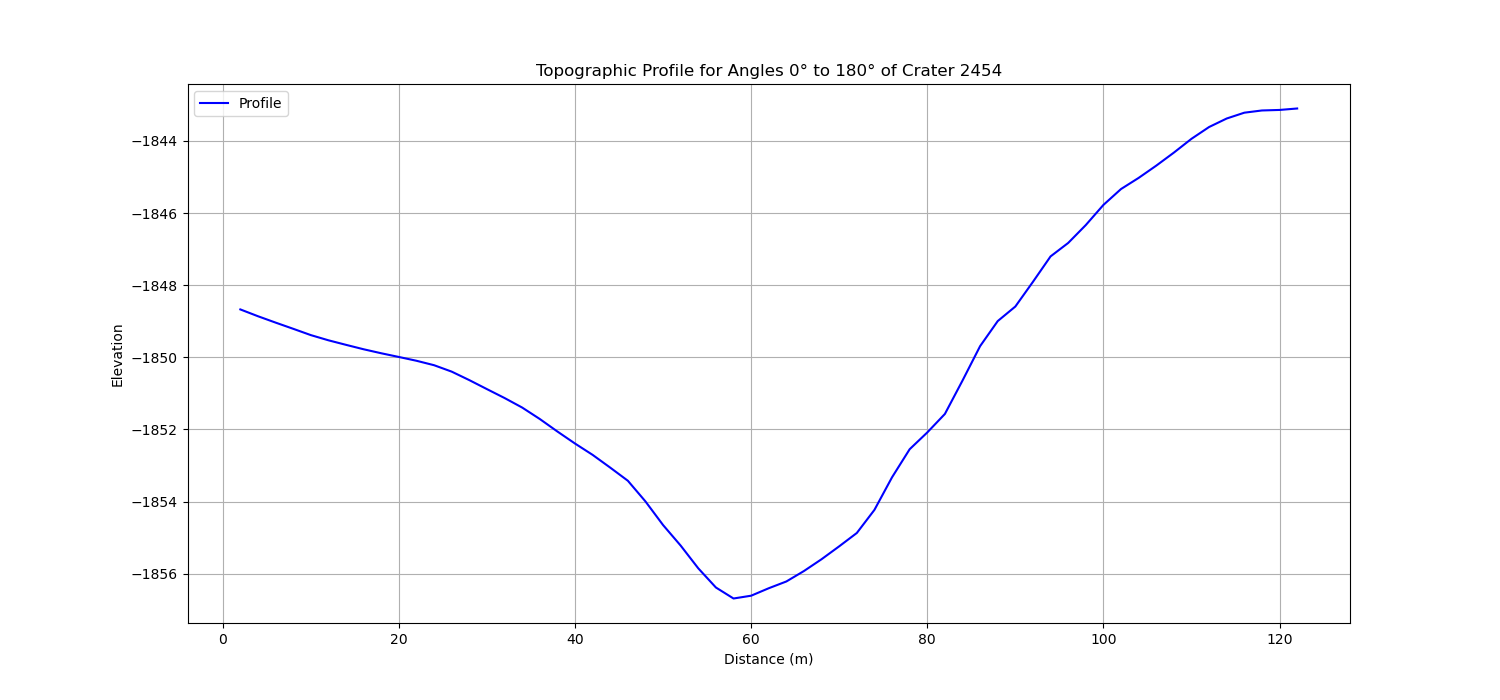 Topographic Profile for Angles 0° to 180° of Crater 2454
Profile
−1844
−1846
−1848
−1850
−1852
−1854
−1856
Elevation
0 20 40 60 80 100 120
Distance (m)